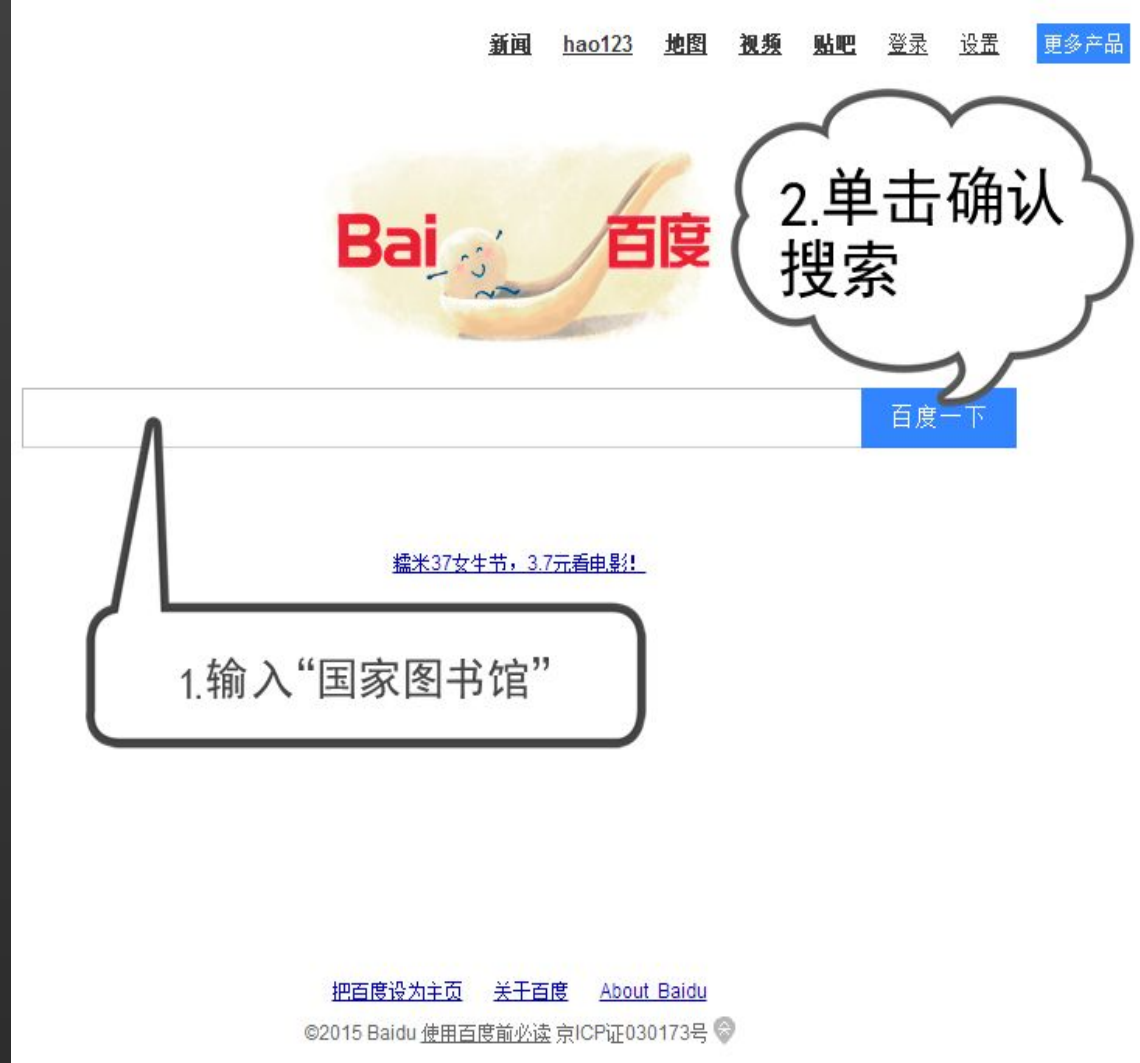 新闻 hao123 地图 视频 贴吧 登录 设置 更多产品
Bai 百度
2.单击确认
搜索
百度一下
糯米37女生节，3.7元看电影！
1.输入“国家图书馆”
把百度设为主页 关于百度 About Baidu
©2015 Baidu 使用百度前必读 京ICP证030173号